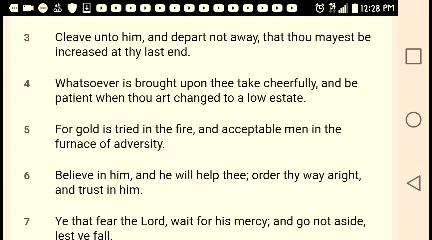 12:28 PM
3 Cleave unto him, and depart not away, that thou mayest be
increased at thy last end.
4 Whatsoever is brought upon thee take cheerfully, and be
patient when thou art changed to a low estate.
5 For gold is tried in the fire, and acceptable men in the
furnace of adversity.
6 Believe in him, and he will help thee; order thy way aright,
and trust in him.
7 Ye that fear the Lord, wait for his mercy; and go not aside,
lest ye fall.